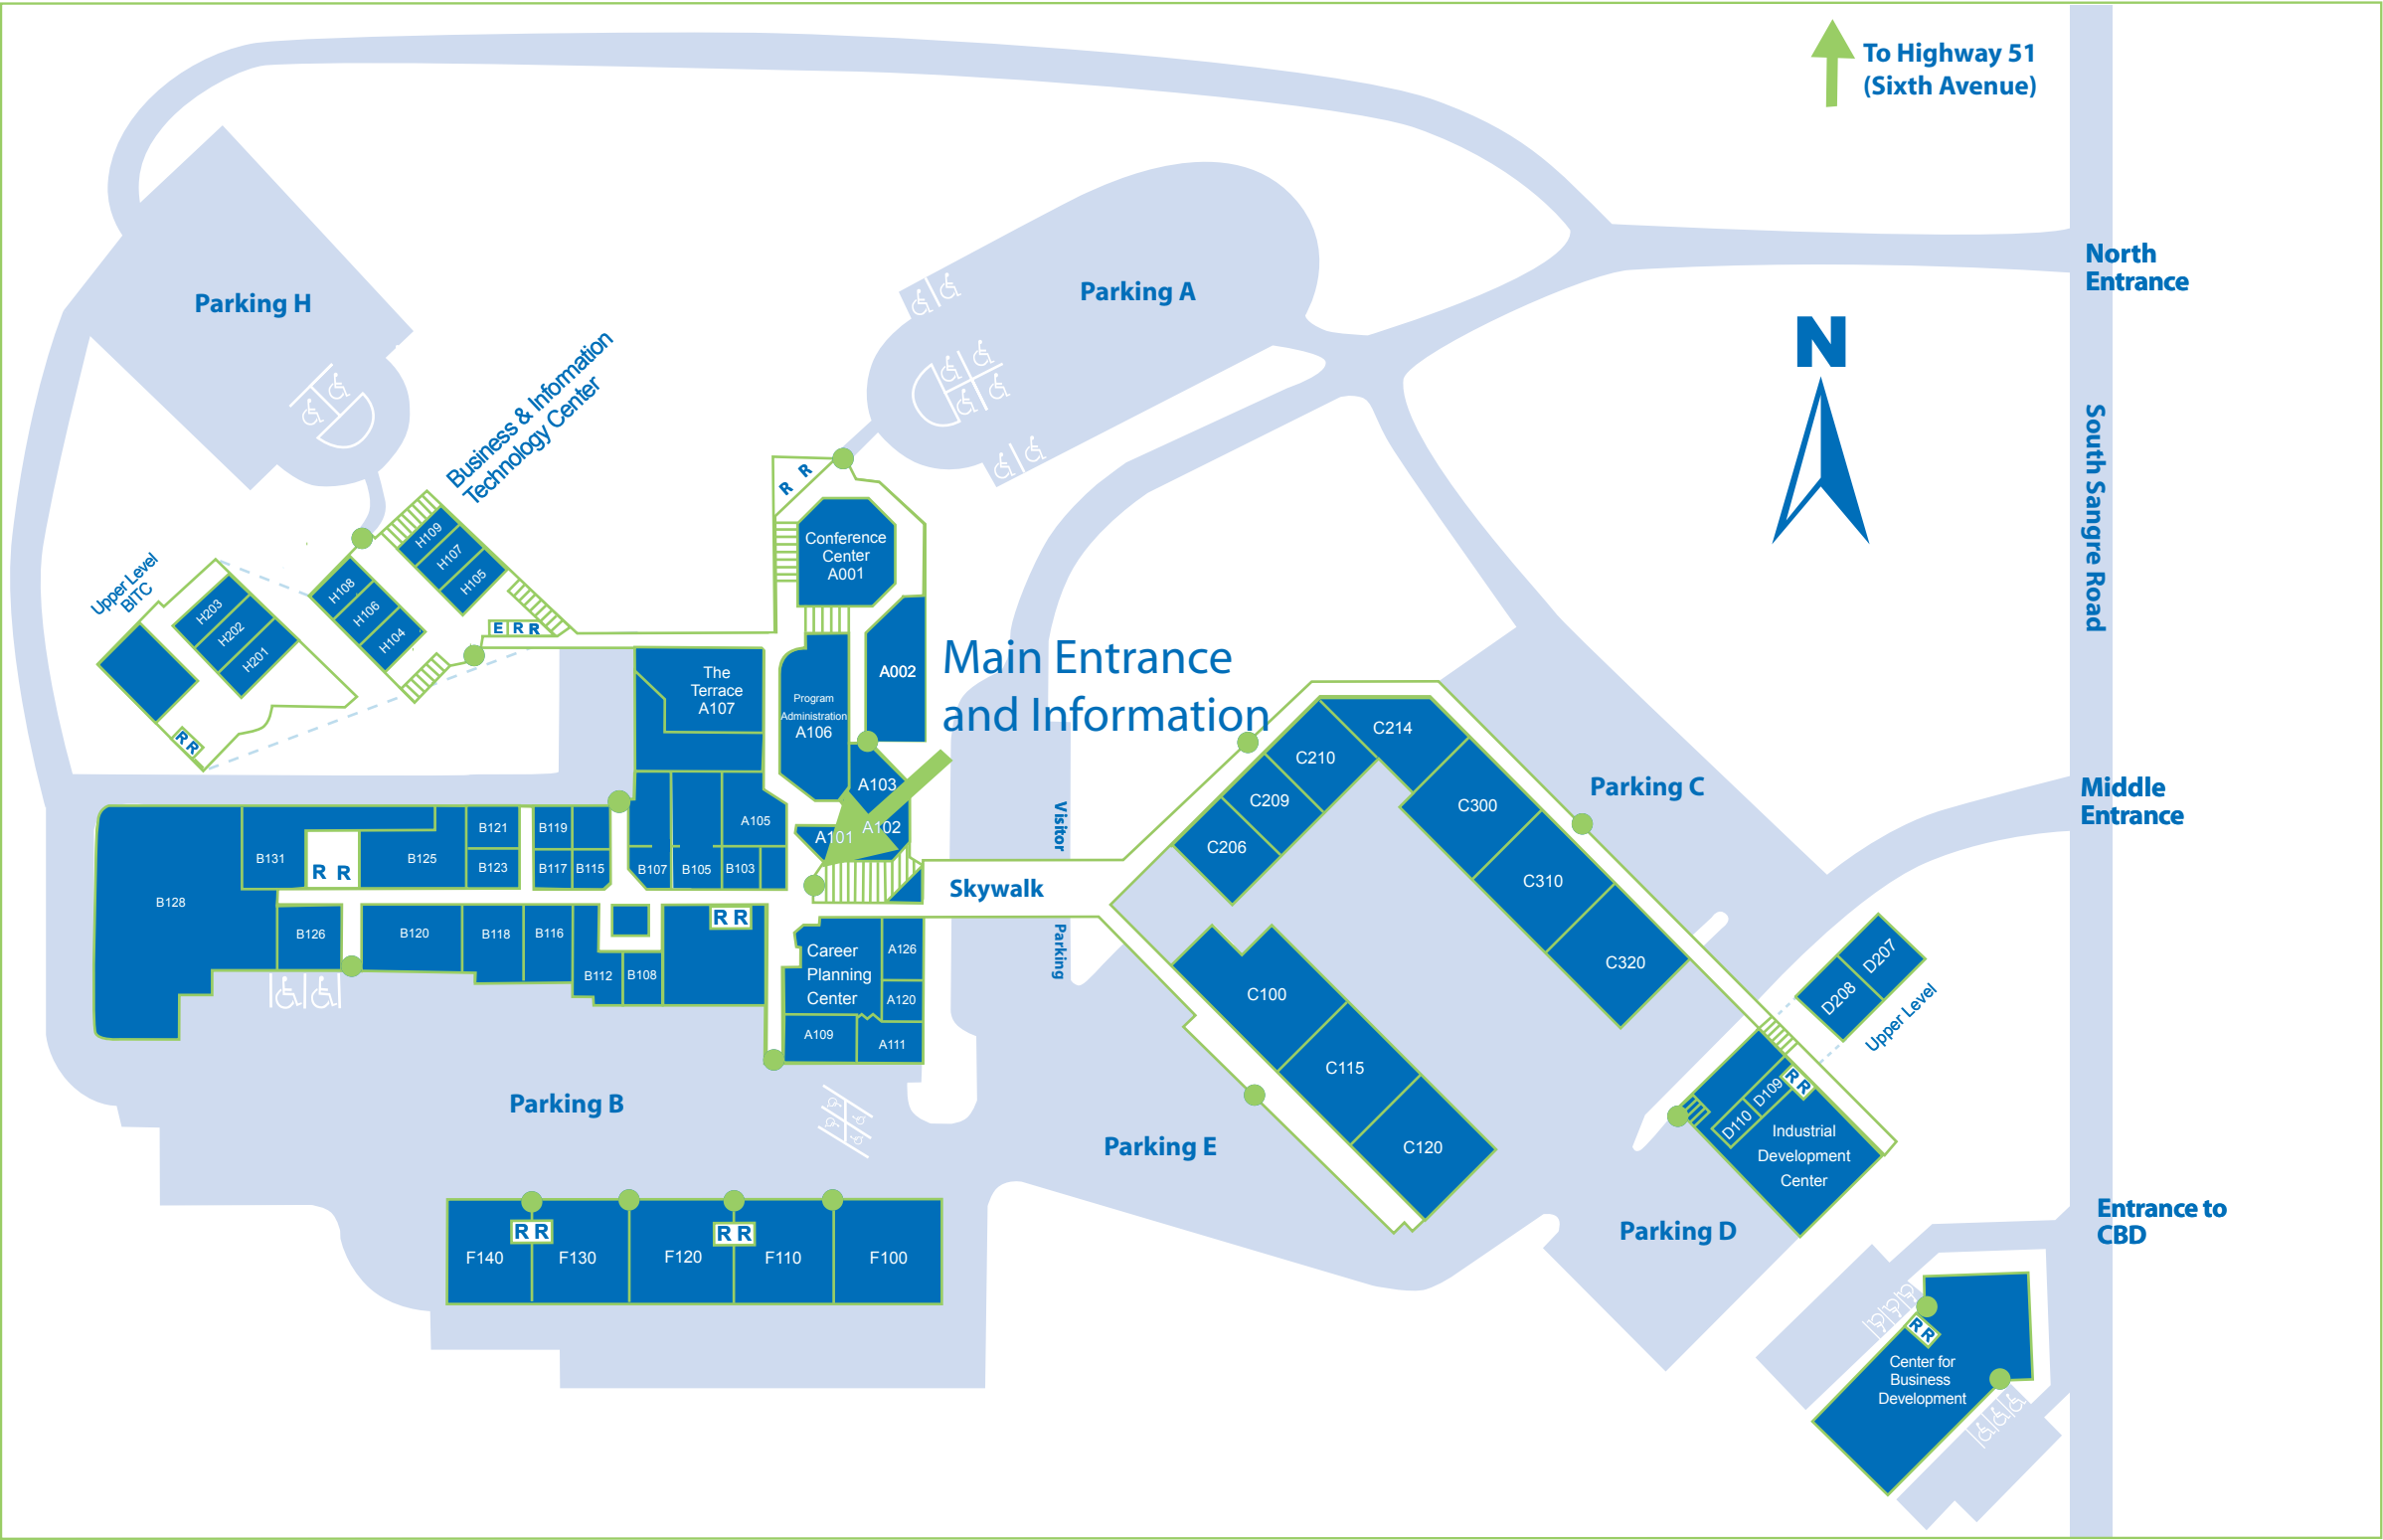 To Highway 51
(Sixth Avenue)
North
Entrance
N
South Sangre Road
Middle
Entrance
Entrance to
CBD
Parking H
Parking A
Business & Information
Technology Center
Upper Level
BITC
H109
H107
H105
H108
H106
H104
H203
H202
H201
R R
E R R
R R
Conference
Center
A001
A002
Program
Administration
A106
The
Terrace
A107
Main Entrance
and Information
A103
A102
A101
A105
B121
B123
B119
B117
B115
B107
B105
B103
B131
R R
B125
B128
B126
B120
B118
B116
B112
B108
R R
Career
Planning
Center
A126
A120
A109
A111
Skywalk
Visitor
Parking
C214
C210
C209
C206
C300
C310
C320
Parking C
C100
C115
C120
D207
D208
Upper Level
R R
D109
D110
Industrial
Development
Center
Parking B
Parking E
Parking D
R R
R R
F140
F130
F120
F110
F100
R R
Center for
Business
Development